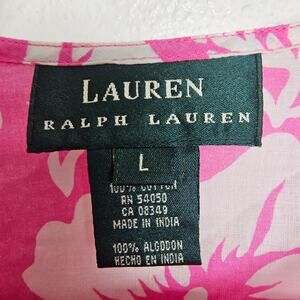 LAUREN
RALPH LAUREN
L
100% COTTON
RN 54050
CA 08349
MADE IN INDIA
100% ALGODON
HECHO EN INDIA